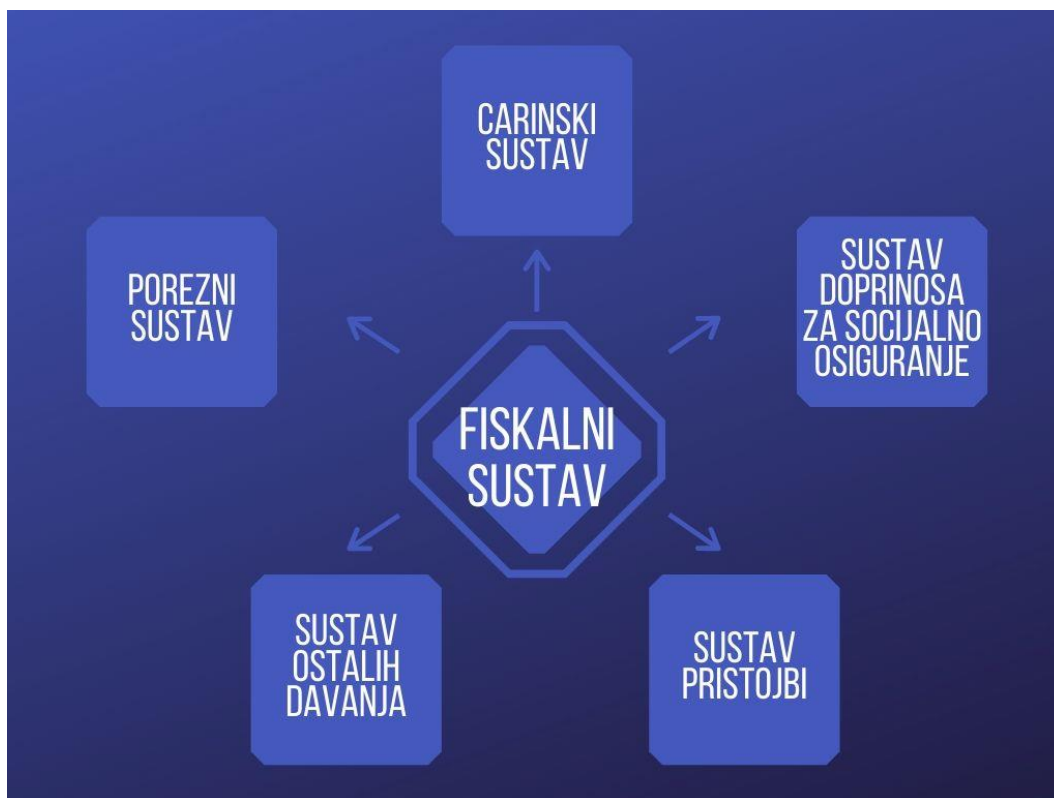 CARINSKI
SUSTAV
POREZNI
SUSTAV
SUSTAV
DOPRINOSA
ZA SOCIJALNO
OSIGURANJE
FISKALNI
SUSTAV
SUSTAV
OSTALIH
DAVANJA
SUSTAV
PRISTOJBI